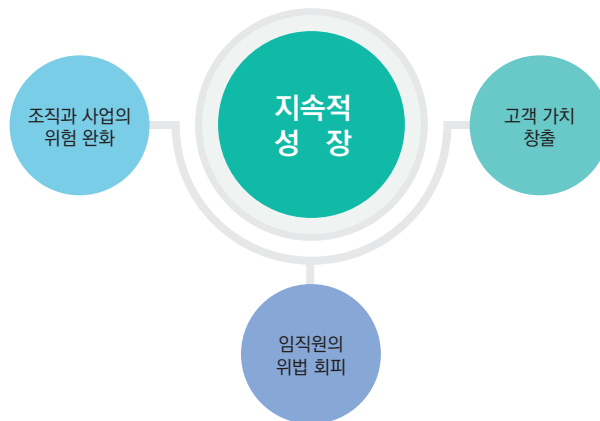 지속적
성 장
조직과 사업의
위험 완화
고객 가치
창출
임직원의
위법 회피